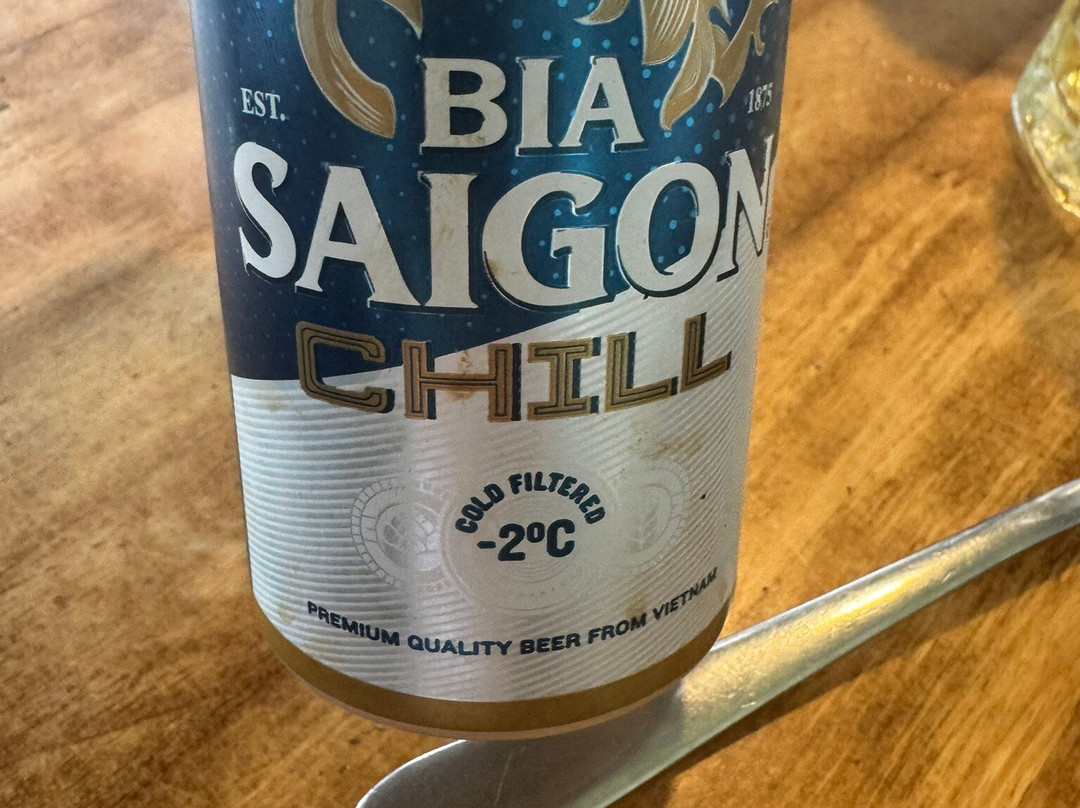 BIA
EST. 1875
SAIGON
CHILL
COLD FILTERED
-2ºC
PREMIUM QUALITY BEER FROM VIETNAM